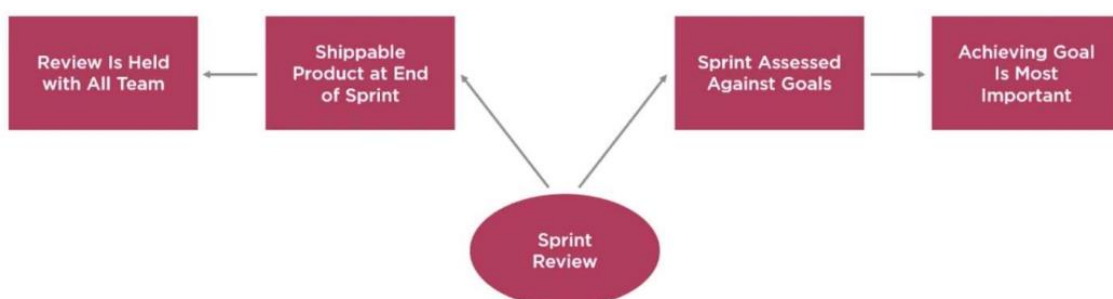 Review Is Held
with All Team
Shippable
Product at End
of Sprint
Sprint Assessed
Against Goals
Achieving Goal
Is Most
Important
Sprint
Review